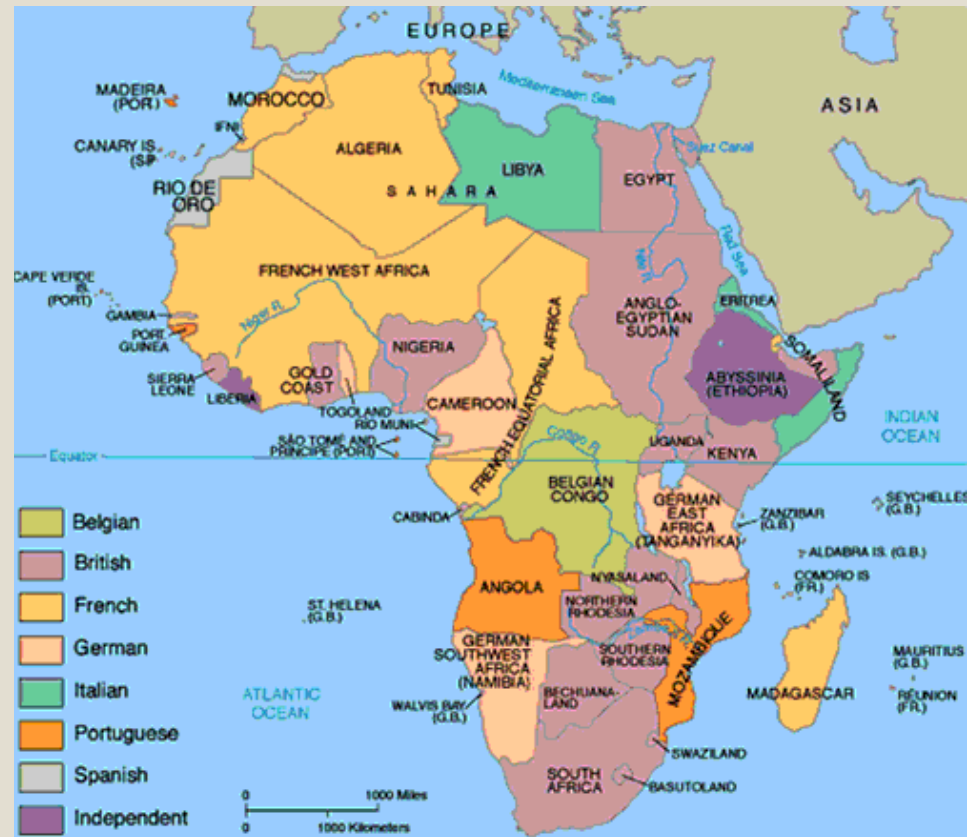 EUROPE
MADEIRA
(PORT.)
MOROCCO
TUNISIA
Mediterranean Sea
ASIA
IFNI
CANARY IS.
(SP.
ALGERIA
LIBYA
EGYPT
Suez Canal
SAHARA
RIO DE
ORO
Red Sea
Nile R.
FRENCH WEST AFRICA
CAPE VERDE
IS.
(PORT)
GAMBIA
PORT.
GUINEA
Niger R.
NIGERIA
ANGLO-
EGYPTIAN
SUDAN
ERITREA
SOMALILAND
SIERRA
LEONE
LIBERIA
GOLD
COAST
TOGOLAND
CAMEROON
FRENCH EQUATORIAL AFRICA
ABYSSINIA
(ETHIOPIA)
INDIAN
OCEAN
RIO MUNI
SÃO TOMÉ AND
PRINCIPE (PORT)
Equator
Congo R.
UGANDA
KENYA
BELGIAN
CONGO
CABINDA
GERMAN
EAST
AFRICA
(TANGANYIKA)
ZANZIBAR
(G.B.)
SEYCHELLES
(G.B.)
ALDABRA IS. (G.B.)
COMORO IS
(FR.)
ANGOLA
NYASALAND
NORTHERN
RHODESIA
Zambezi R.
SOUTHERN
RHODESIA
MOZAMBIQUE
ST. HELENA
(G.B.)
GERMAN
SOUTHWEST
AFRICA
(NAMIBIA)
WALVIS BAY
(G.B.)
BECHUANA-
LAND
MADAGASCAR
MAURITIUS
(G.B.)
RÉUNION
(FR.)
ATLANTIC
OCEAN
SWAZILAND
SOUTH
AFRICA
BASUTOLAND
Belgian
British
French
German
Italian
Portuguese
Spanish
Independent
0 1000 Miles
0 1000 Kilometers